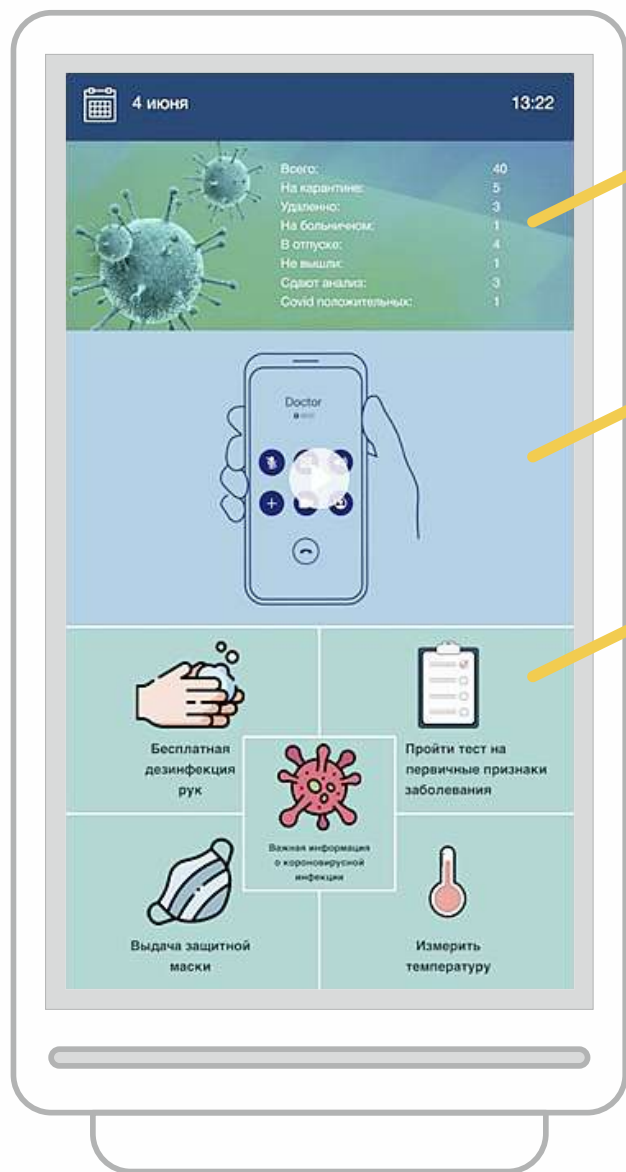 4 июня 13:22
Всего: 40
На карантине: 5
Удаленно: 3
На больничном: 1
В отпуске: 4
Не вышли: 1
Сдают анализ: 3
Covid положительных: 1
Doctor
Бесплатная
дезинфекция
рук
Пройти тест на
первичные признаки
заболевания
Важная информация
о короновирусной
инфекции
Выдача защитной
маски
Измерить
температуру